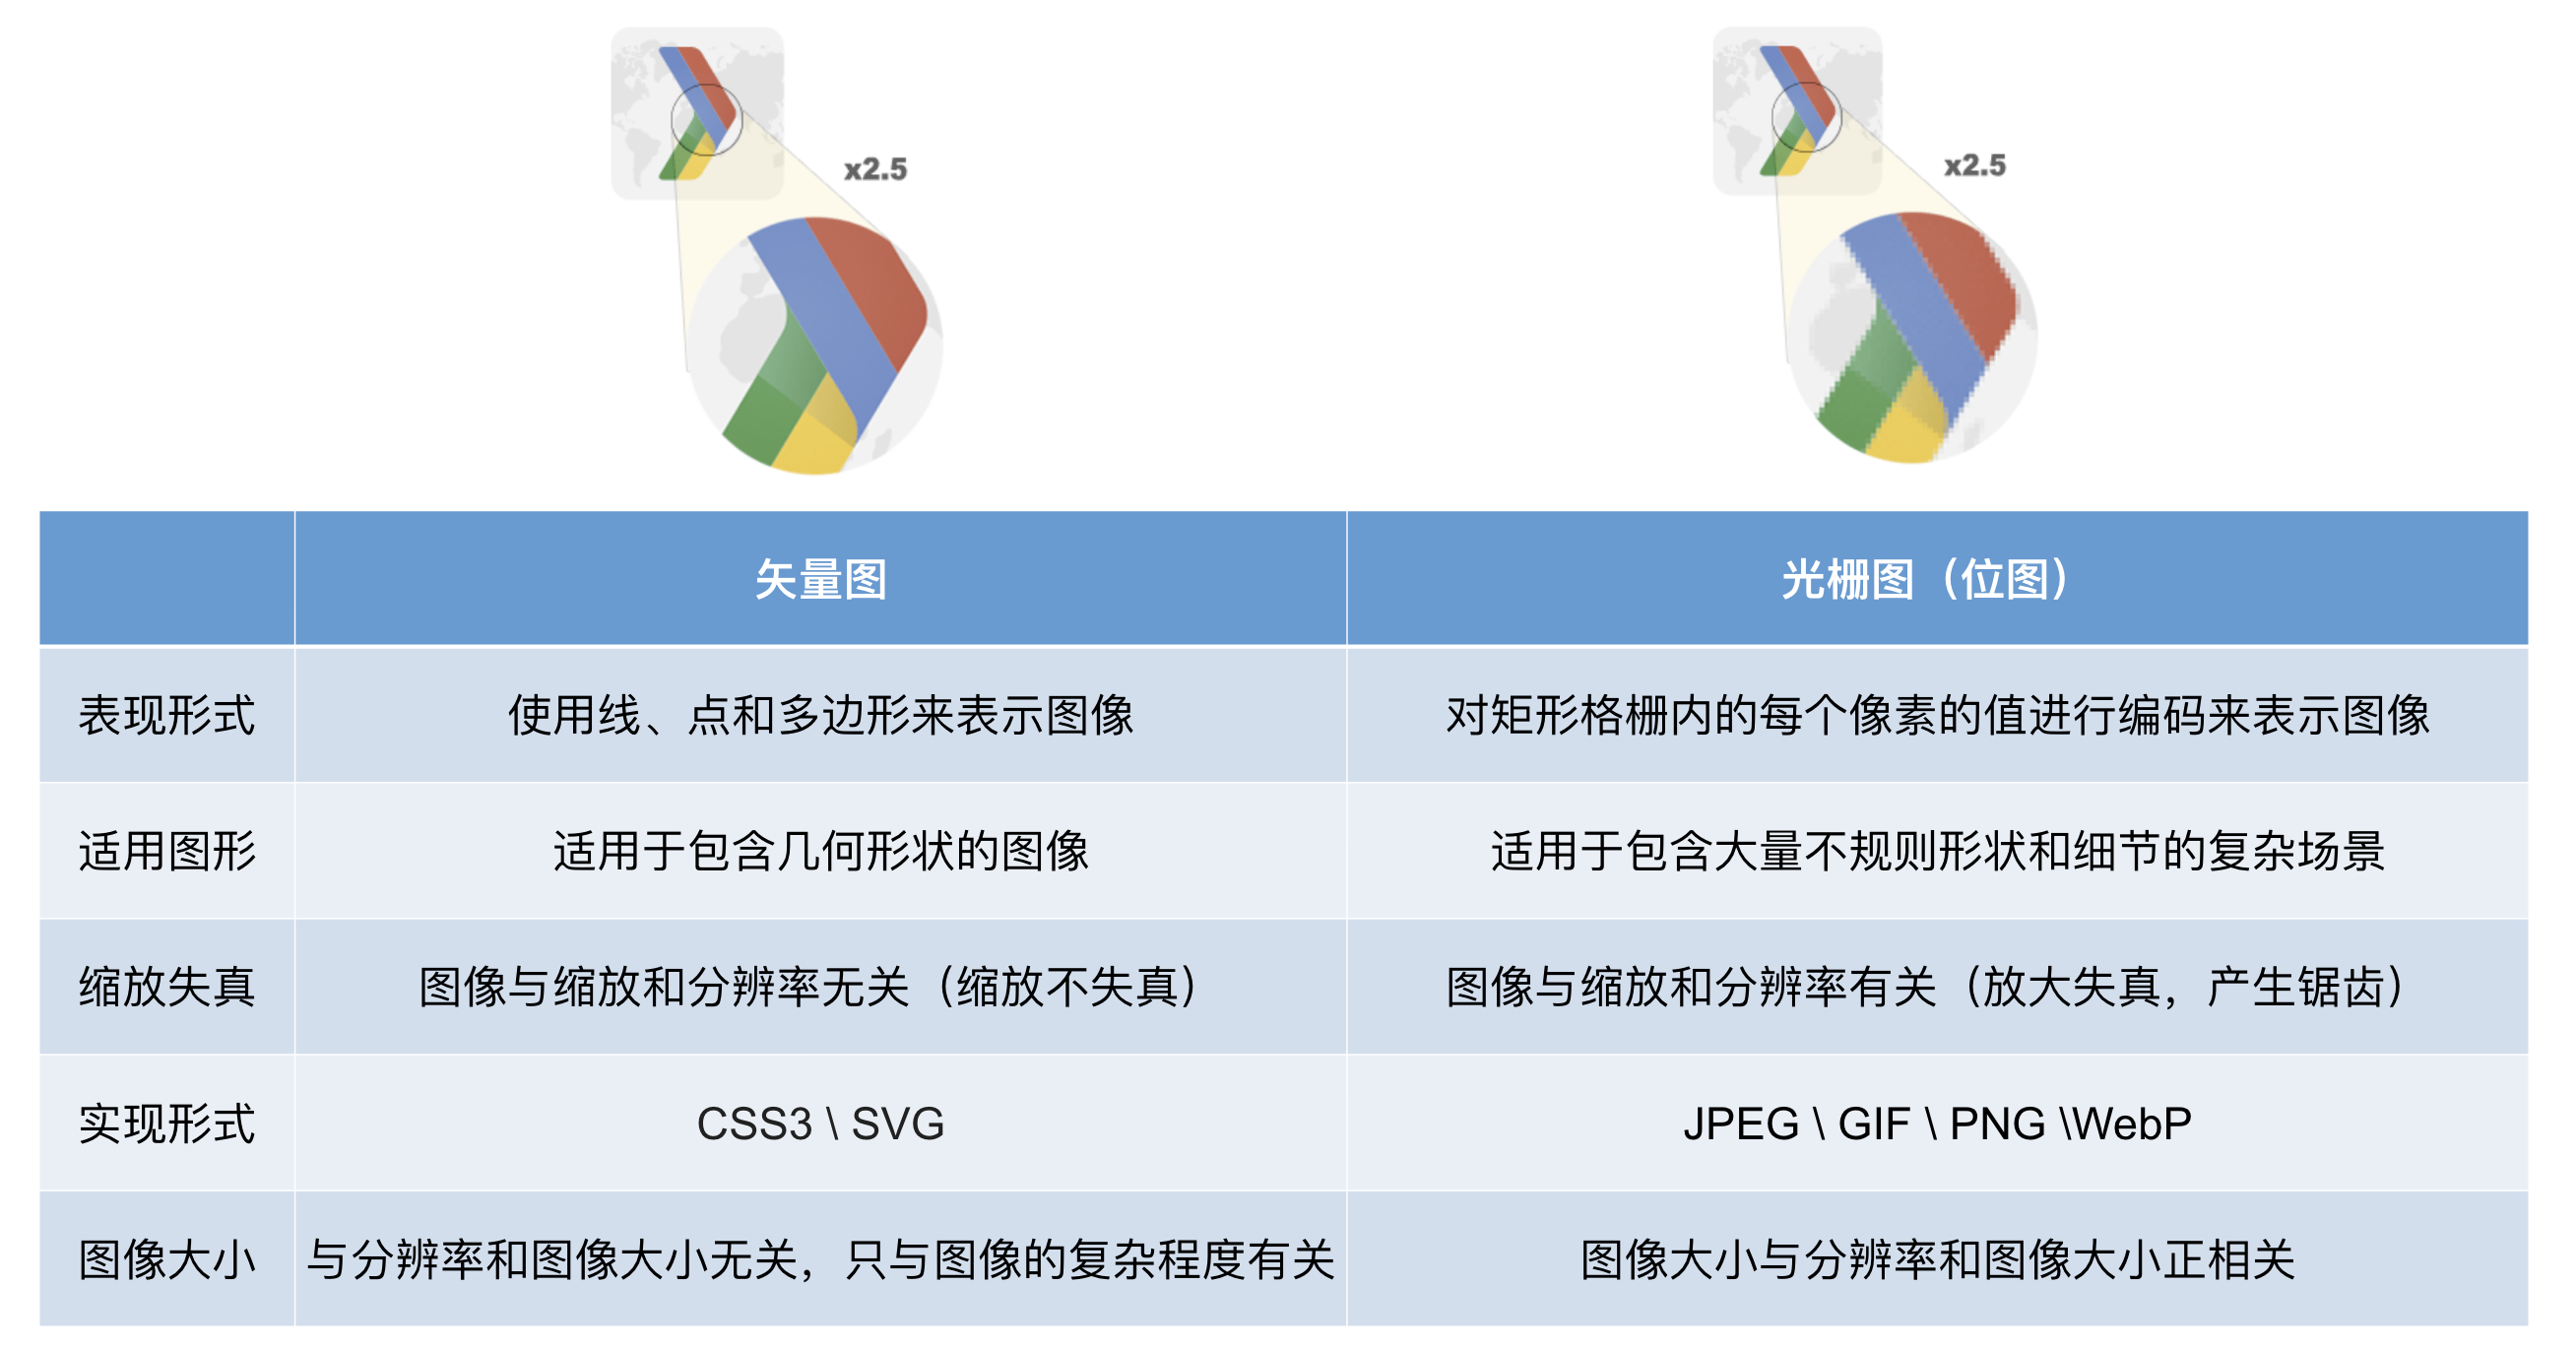 x2.5
x2.5
矢量图
光栅图（位图）
表现形式
使用线、点和多边形来表示图像
对矩形格栅内的每个像素的值进行编码来表示图像
适用图形
适用于包含几何形状的图像
适用于包含大量不规则形状和细节的复杂场景
缩放失真
图像与缩放和分辨率无关（缩放不失真）
图像与缩放和分辨率有关（放大失真，产生锯齿）
实现形式
CSS3 \ SVG
JPEG \ GIF \ PNG \WebP
图像大小
与分辨率和图像大小无关，只与图像的复杂程度有关
图像大小与分辨率和图像大小正相关